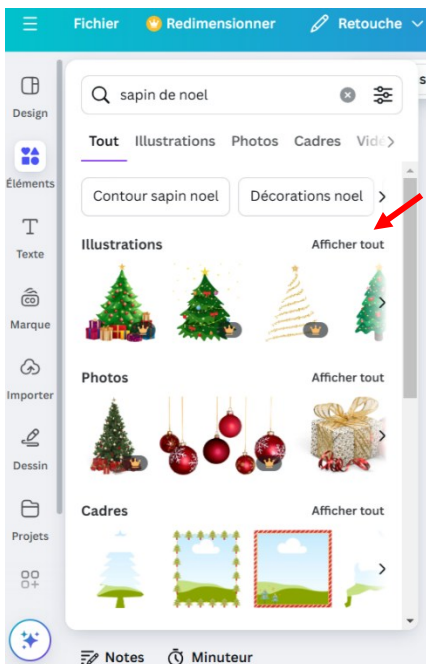 Fichier Redimensionner Retouche
s
sapin de noel
Design
Tout Illustrations Photos Cadres
Éléments
Contour sapin noel Décorations noel
Texte
Illustrations Afficher tout
CO
Marque
Photos Afficher tout
Importer
Dessin
Cadres Afficher tout
Projets
Notes Minuteur